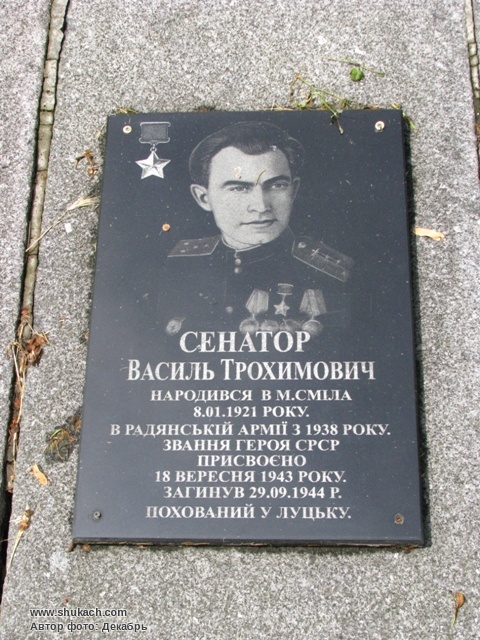 СЕНАТОР
ВАСИЛЬ ТРОХИМОВИЧ
НАРОДИВСЯ В М.СМІЛА
8.01.1921 РОКУ.
В РАДЯНСЬКІЙ АРМІЇ З 1938 РОКУ.
ЗВАННЯ ГЕРОЯ СРСР
ПРИСВОЄНО
18 ВЕРЕСНЯ 1943 РОКУ.
ЗАГИНУВ 29.09.1944 Р.
ПОХОВАНИЙ У ЛУЦЬКУ.
www.shukach.com
Автор фото: Декабрь